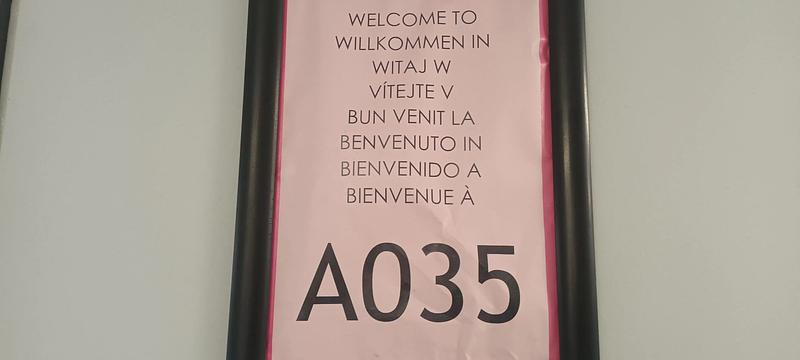 WELCOME TO
WILLKOMMEN IN
WITAJ W
VÍTEJTE V
BUN VENIT LA
BENVENUTO IN
BIENVENIDO A
BIENVENUE À
A035